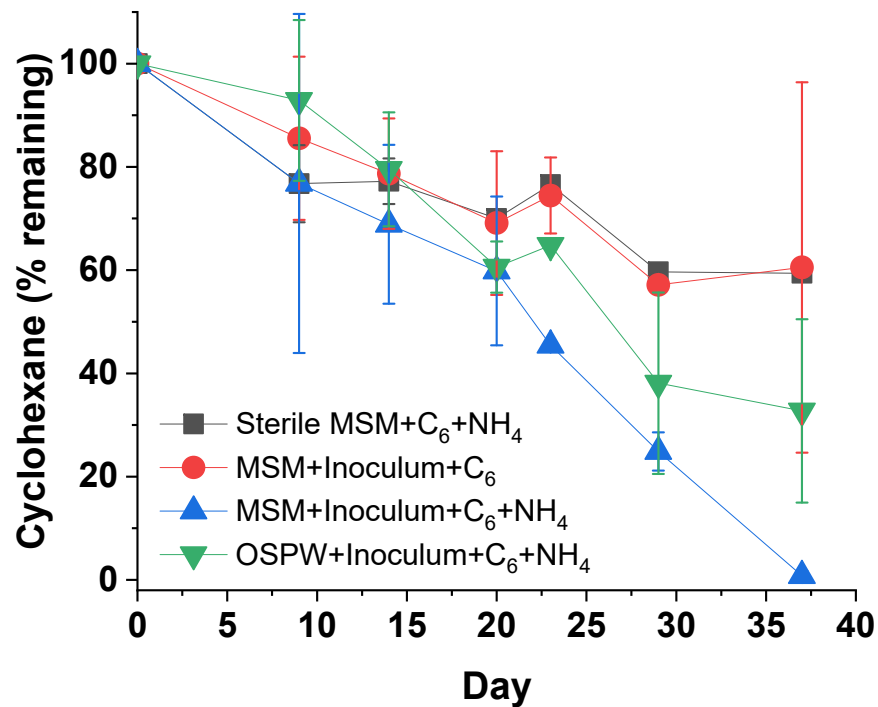 Cyclohexane (% remaining)
100
80
60
40
20
0
Sterile MSM+C₆+NH₄
MSM+Inoculum+C₆
MSM+Inoculum+C₆+NH₄
OSPW+Inoculum+C₆+NH₄
0 5 10 15 20 25 30 35 40
Day